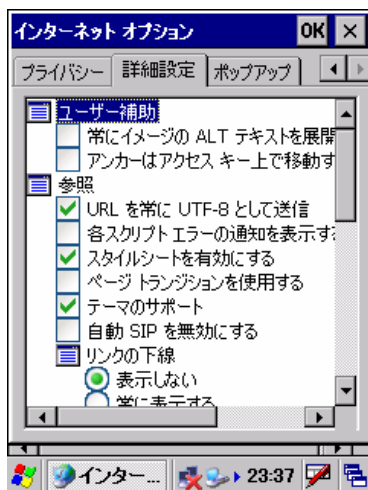 インターネット オプション OK ×
プライバシー 詳細設定 ポップアップ
ユーザー補助
常にイメージの ALT テキストを展開
アンカーはアクセス キー上で移動す
参照
URL を常に UTF-8 として送信
各スクリプト エラーの通知を表示す
スタイルシートを有効にする
ページ トランジションを使用する
テーマのサポート
自動 SIP を無効にする
リンクの下線
表示しない
常に表示する
インター... 23:37